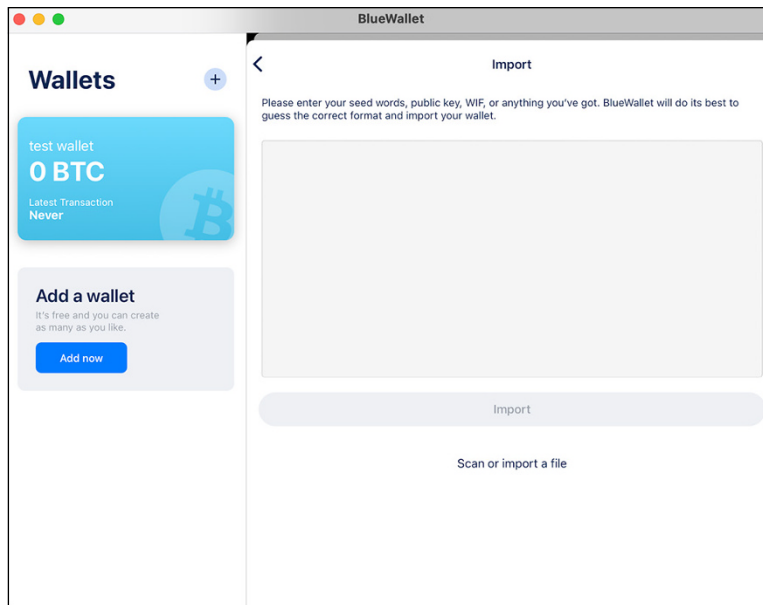 BlueWallet
Wallets
+
test wallet
0 BTC
Latest Transaction
Never
Add a wallet
It's free and you can create
as many as you like.
Add now
Import
Please enter your seed words, public key, WIF, or anything you've got. BlueWallet will do its best to
guess the correct format and import your wallet.
Import
Scan or import a file